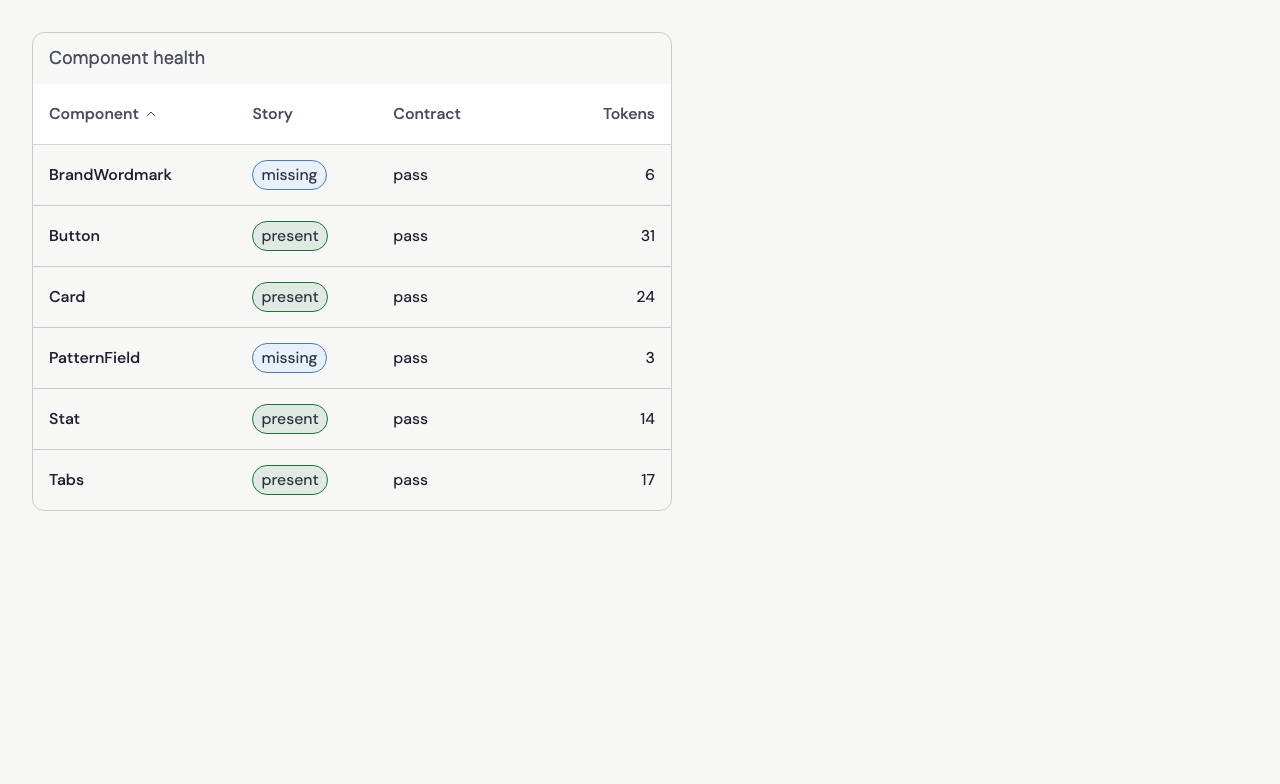 Component health
Component Story Contract Tokens
BrandWordmark missing pass 6
Button present pass 31
Card present pass 24
PatternField missing pass 3
Stat present pass 14
Tabs present pass 17